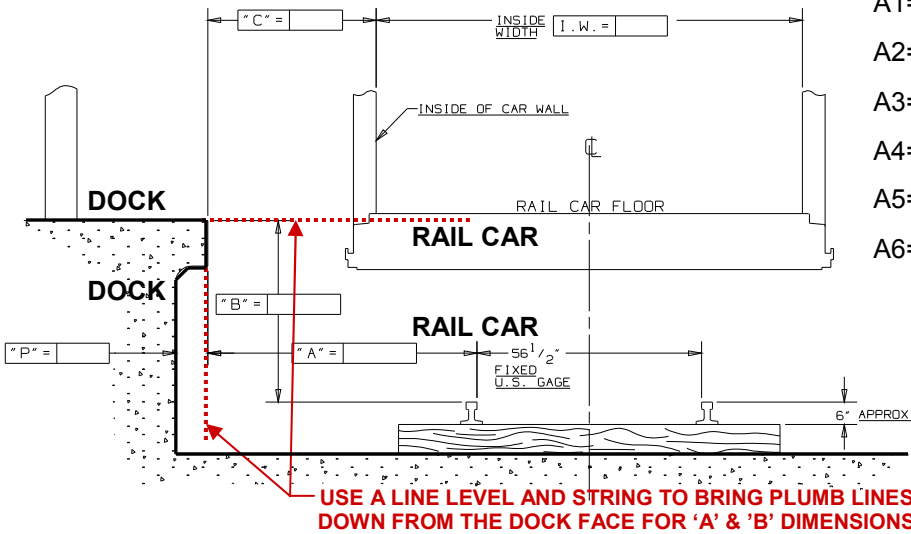 "C" =
INSIDE
WIDTH
I.W. =
A1=
A2=
A3=
A4=
A5=
A6=
INSIDE OF CAR WALL
℄
DOCK
RAIL CAR FLOOR
RAIL CAR
DOCK
"B" =
RAIL CAR
"P" =
"A" =
56 1/2"
FIXED
U.S. GAGE
6" APPROX
USE A LINE LEVEL AND STRING TO BRING PLUMB LINES
DOWN FROM THE DOCK FACE FOR ‘A’ & ’B’ DIMENSIONS